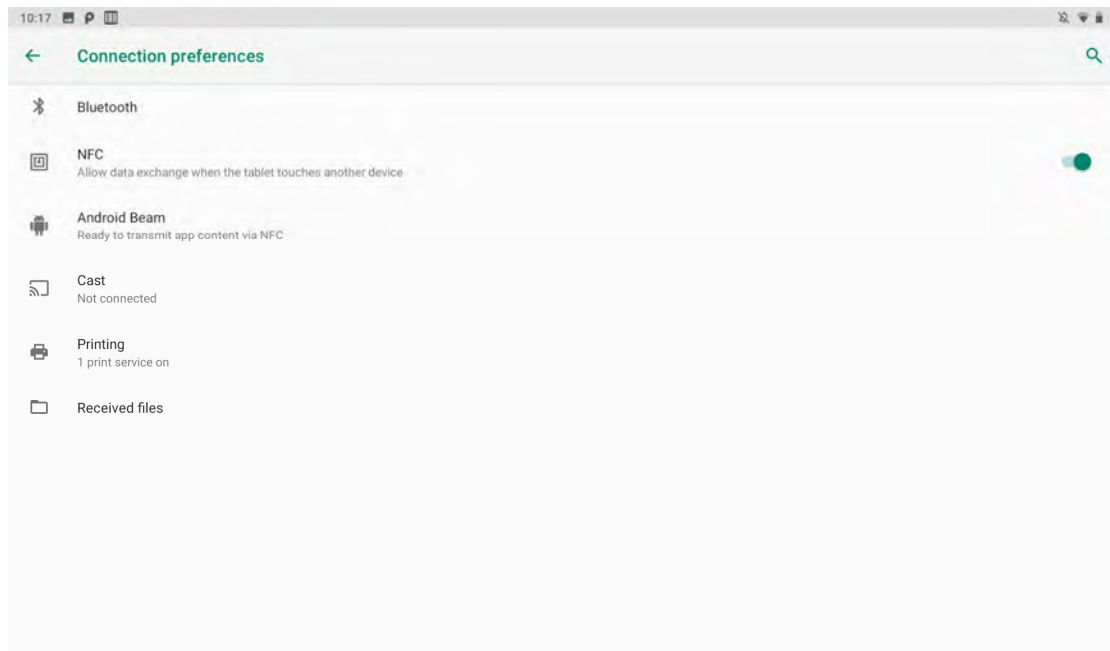 10:17
Connection preferences
Bluetooth
NFC
Allow data exchange when the tablet touches another device
Android Beam
Ready to transmit app content via NFC
Cast
Not connected
Printing
1 print service on
Received files